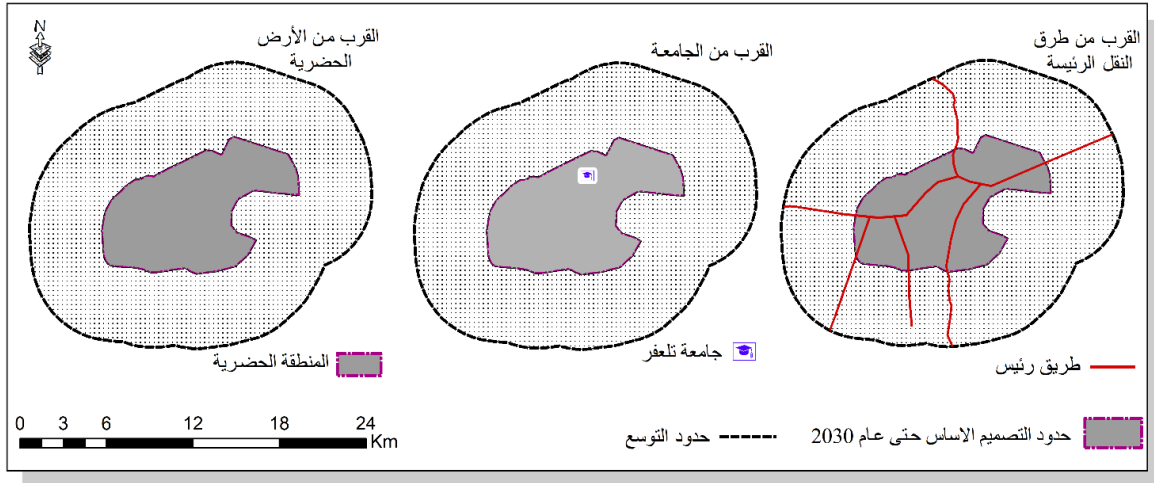 N
القرب من الأرض
الحضرية
القرب من الجامعة
القرب من طرق
النقل الرئيسة
المنطقة الحضرية
جامعة تلعفر
طريق رئيس
0 3 6 12 18 24
Km
حدود التوسع
حدود التصميم الاساس حتى عام 2030